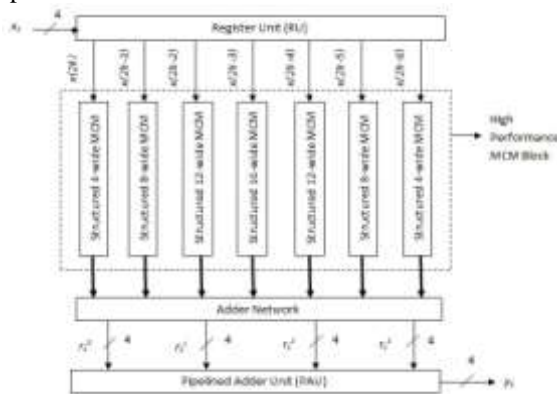 4
Register Unit (RU)
x(2k)
x(2k-1)
x(2k-2)
x(2k-3)
x(2k-4)
x(2k-5)
x(2k-6)
Structured 4-wide MCM
Structured 8-wide MCM
Structured 12-wide MCM
Structured 16-wide MCM
Structured 12-wide MCM
Structured 8-wide MCM
Structured 4-wide MCM
High
Performance
MCM Block
Adder Network
4
4
4
4
Pipelined Adder Unit (PAU)
4